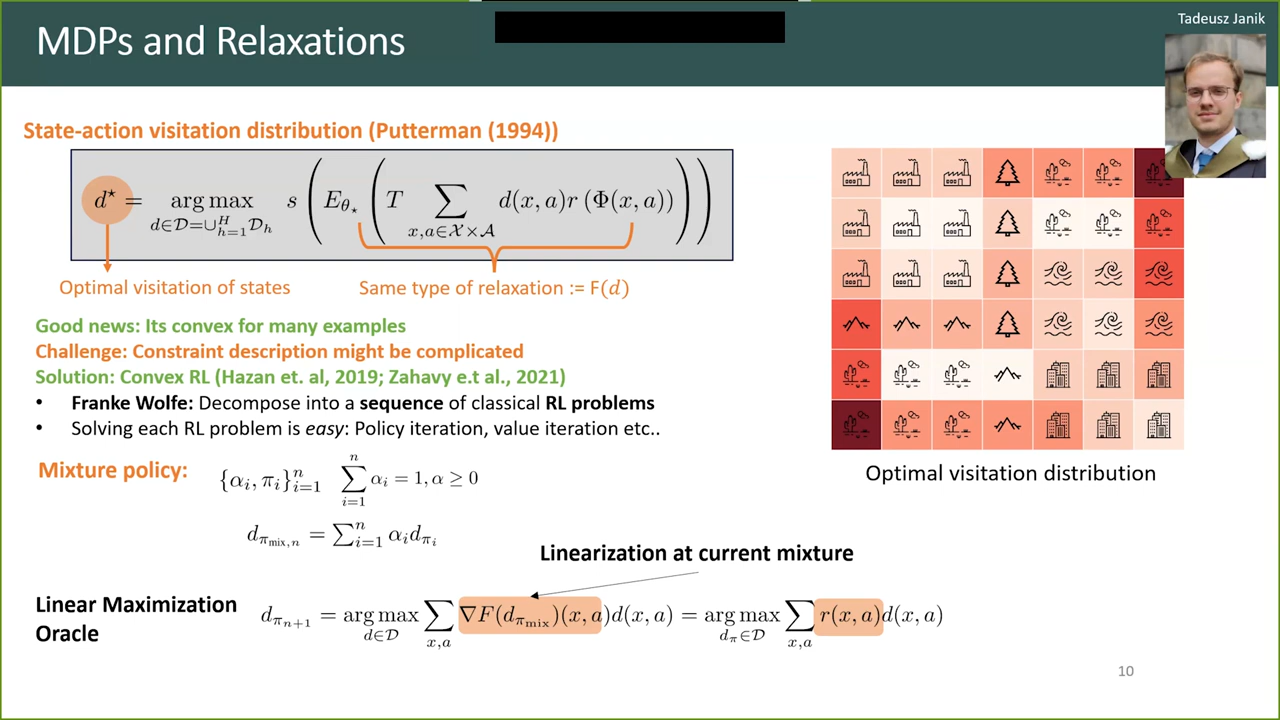 Tadeusz Janik
MDPs and Relaxations
State-action visitation distribution (Putterman (1994))
d⋆ = arg max_{d∈𝒟=∪_{h=1}^{H}𝒟_h} s ( E_{θ⋆} ( T ∑_{x,a∈𝒳×𝒜} d(x, a)r (Φ(x, a)) ) )
Optimal visitation of states
Same type of relaxation := F(d)
Good news: Its convex for many examples
Challenge: Constraint description might be complicated
Solution: Convex RL (Hazan et. al, 2019; Zahavy e.t al., 2021)
• Franke Wolfe: Decompose into a sequence of classical RL problems
• Solving each RL problem is easy: Policy iteration, value iteration etc..
Optimal visitation distribution
Mixture policy: {α_i, π_i}_{i=1}^{n} ∑_{i=1}^{n} α_i = 1, α ≥ 0
d_{π_{mix,n}} = ∑_{i=1}^{n} α_i d_{π_i}
Linearization at current mixture
Linear Maximization
Oracle
d_{π_{n+1}} = arg max_{d∈𝒟} ∑_{x,a} ∇F(d_{π_{mix}})(x, a)d(x, a) = arg max_{d_π∈𝒟} ∑_{x,a} r(x, a)d(x, a)
10